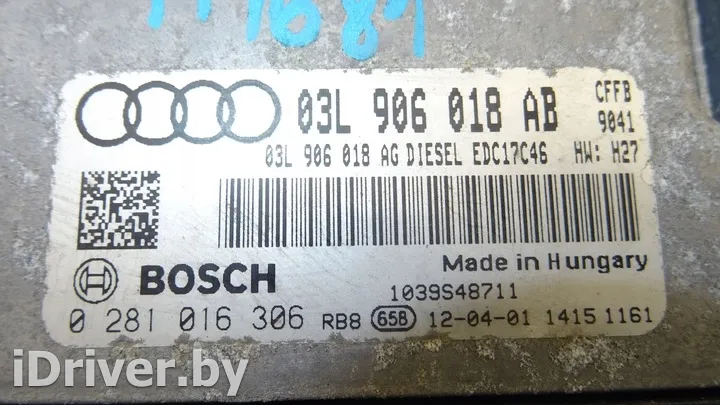 03L 906 018 AB CFFB
9041
03L 906 018 AG DIESEL EDC17C46 HW: H27
BOSCH
Made in Hungary
1039S48711
0 281 016 306 RB8 65B 12-04-01 1415 1161
iDriver.by